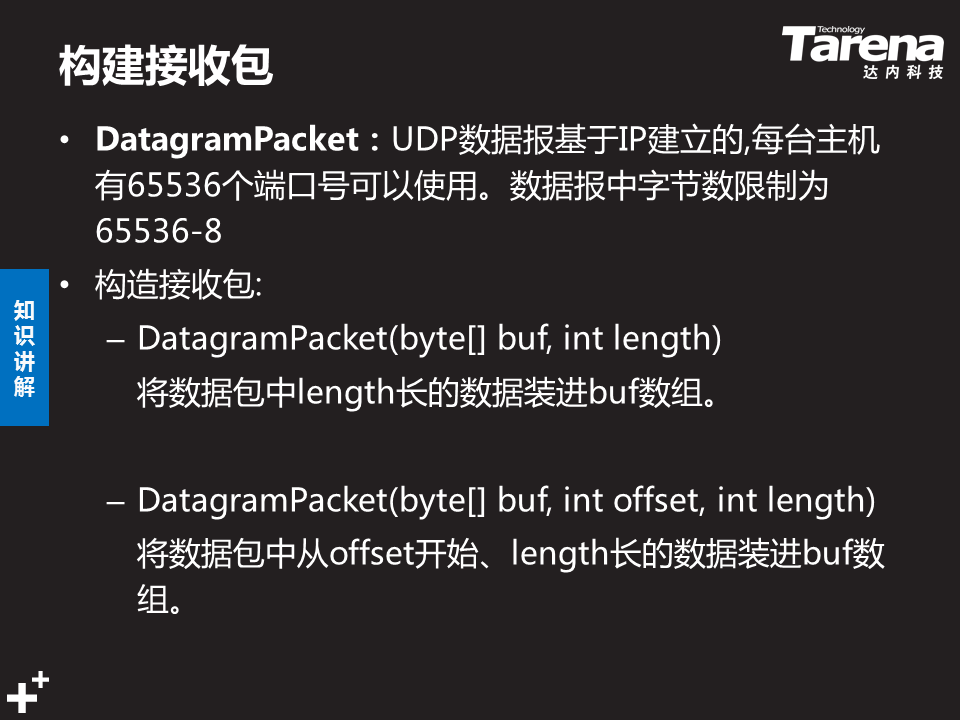 构建接收包
Technology
Tarena
达内科技
• DatagramPacket：UDP数据报基于IP建立的,每台主机
有65536个端口号可以使用。数据报中字节数限制为
65536-8
• 构造接收包:
– DatagramPacket(byte[] buf, int length)
将数据包中length长的数据装进buf数组。
– DatagramPacket(byte[] buf, int offset, int length)
将数据包中从offset开始、length长的数据装进buf数
组。
知
识
讲
解